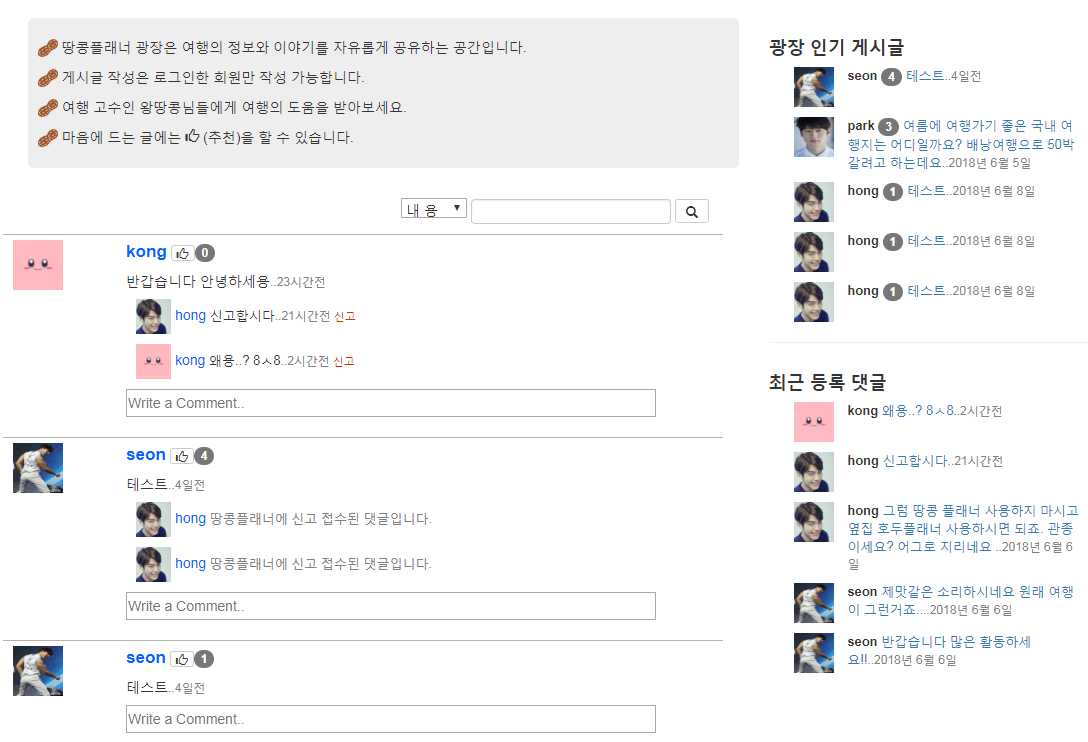 땅콩플래너 광장은 여행의 정보와 이야기를 자유롭게 공유하는 공간입니다.
게시글 작성은 로그인한 회원만 작성 가능합니다.
여행 고수인 왕땅콩님들에게 여행의 도움을 받아보세요.
마음에 드는 글에는 (추천)을 할 수 있습니다.
내 용
kong 0
반갑습니다 안녕하세용..23시간전
hong 신고합시다..21시간전 신고
kong 왜용..? 8ㅅ8..2시간전 신고
Write a Comment..
seon 4
테스트..4일전
hong 땅콩플래너에 신고 접수된 댓글입니다.
hong 땅콩플래너에 신고 접수된 댓글입니다.
Write a Comment..
seon 1
테스트..4일전
Write a Comment..
광장 인기 게시글
seon 4 테스트..4일전
park 3 여름에 여행가기 좋은 국내 여
행지는 어디일까요? 배낭여행으로 50박
갈려고 하는데요..2018년 6월 5일
hong 1 테스트..2018년 6월 8일
hong 1 테스트..2018년 6월 8일
hong 1 테스트..2018년 6월 8일
최근 등록 댓글
kong 왜용..? 8ㅅ8..2시간전
hong 신고합시다..21시간전
hong 그럼 땅콩 플래너 사용하지 마시고
옆집 호두플래너 사용하시면 되죠. 관종
이세요? 어그로 지리네요 ..2018년 6월 6
일
seon 제맛같은 소리하시네요 원래 여행
이 그런거죠....2018년 6월 6일
seon 반갑습니다 많은 활동하세
요!!..2018년 6월 6일